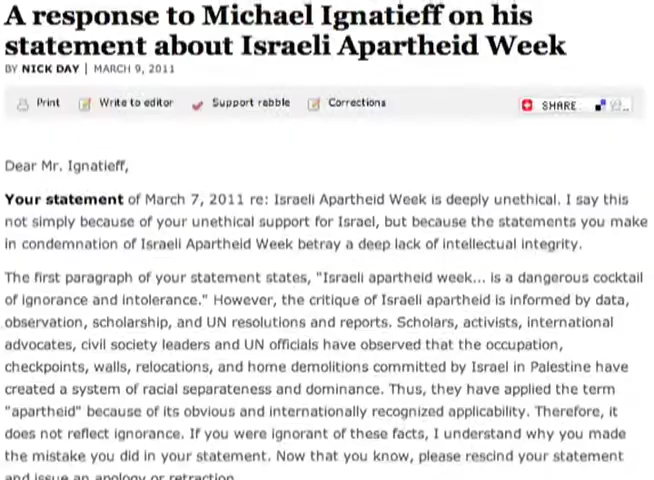 A response to Michael Ignatieff on his
statement about Israeli Apartheid Week
BY NICK DAY | MARCH 9, 2011
Print Write to editor Support rabble Corrections SHARE
Dear Mr. Ignatieff,
Your statement of March 7, 2011 re: Israeli Apartheid Week is deeply unethical. I say this
not simply because of your unethical support for Israel, but because the statements you make
in condemnation of Israeli Apartheid Week betray a deep lack of intellectual integrity.
The first paragraph of your statement states, "Israeli apartheid week... is a dangerous cocktail
of ignorance and intolerance." However, the critique of Israeli apartheid is informed by data,
observation, scholarship, and UN resolutions and reports. Scholars, activists, international
advocates, civil society leaders and UN officials have observed that the occupation,
checkpoints, walls, relocations, and home demolitions committed by Israel in Palestine have
created a system of racial separateness and dominance. Thus, they have applied the term
"apartheid" because of its obvious and internationally recognized applicability. Therefore, it
does not reflect ignorance. If you were ignorant of these facts, I understand why you made
the mistake you did in your statement. Now that you know, please rescind your statement
and issue an apology or retraction